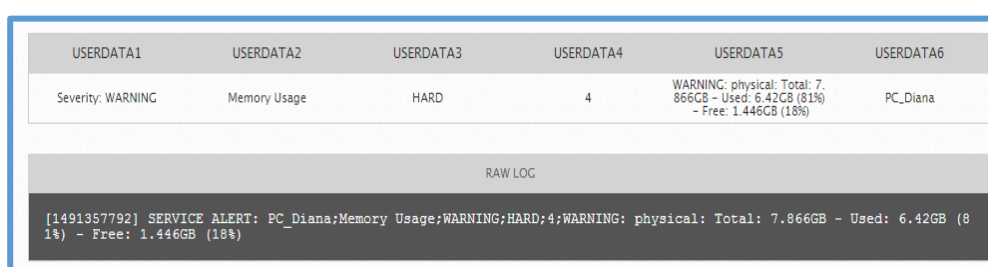 USERDATA1 USERDATA2 USERDATA3 USERDATA4 USERDATA5 USERDATA6
Severity: WARNING Memory Usage HARD 4 WARNING: physical: Total: 7.
866GB - Used: 6.42GB (81%)
- Free: 1.446GB (18%) PC_Diana
RAW LOG
[1491357792] SERVICE ALERT: PC_Diana;Memory Usage;WARNING;HARD;4;WARNING: physical: Total: 7.866GB - Used: 6.42GB (8
1%) - Free: 1.446GB (18%)